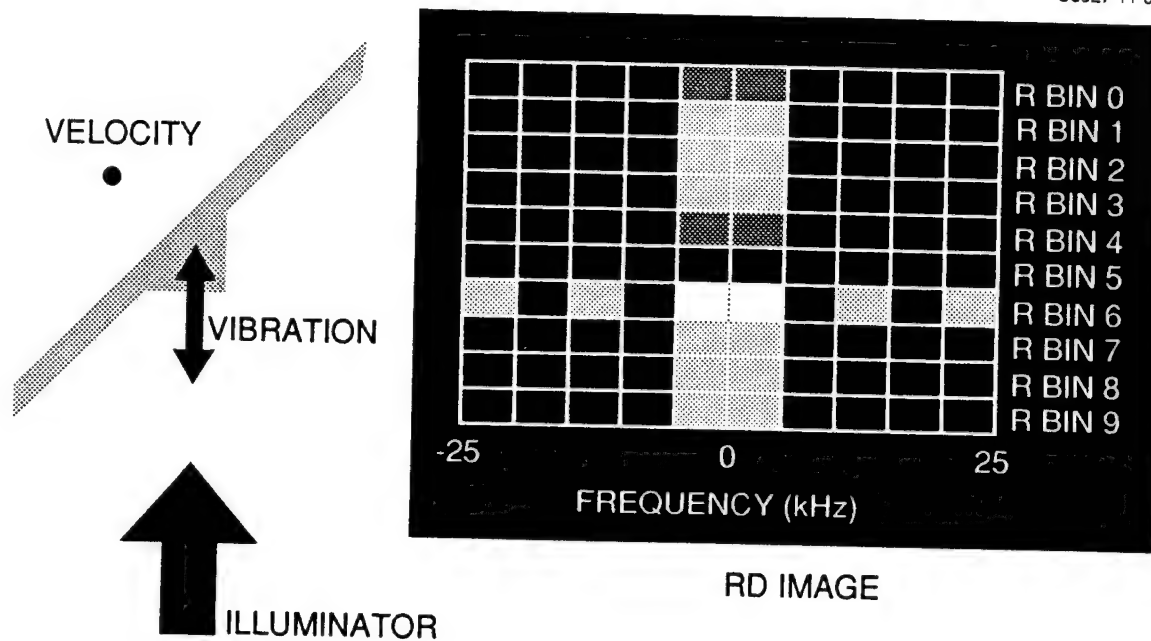 VELOCITY
VIBRATION
ILLUMINATOR
R BIN 0
R BIN 1
R BIN 2
R BIN 3
R BIN 4
R BIN 5
R BIN 6
R BIN 7
R BIN 8
R BIN 9
-25 0 25
FREQUENCY (kHz)
RD IMAGE